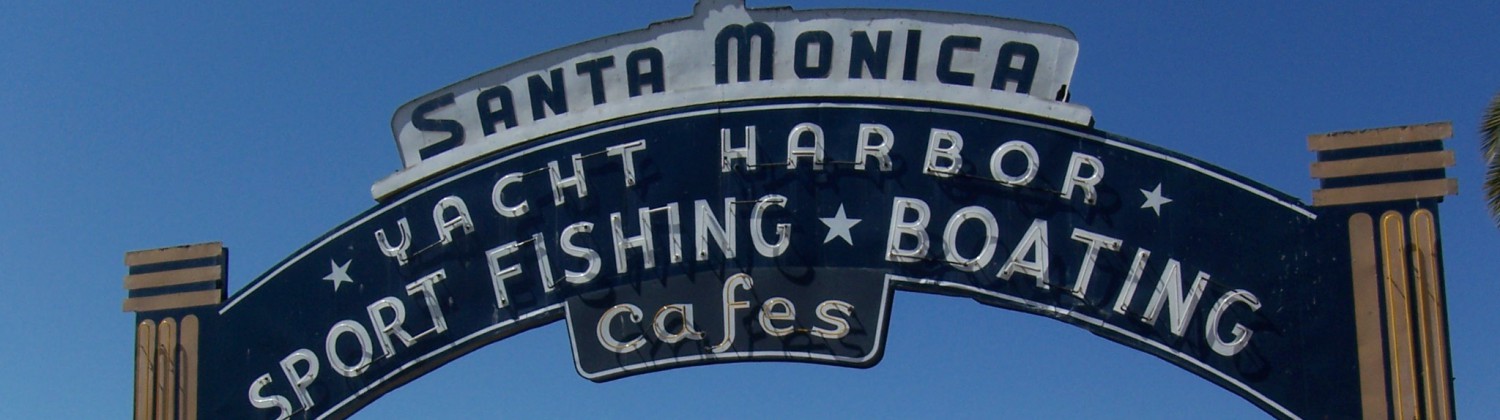 SANTA MONICA
YACHT HARBOR ★
★ SPORT FISHING ★ BOATING
cafes